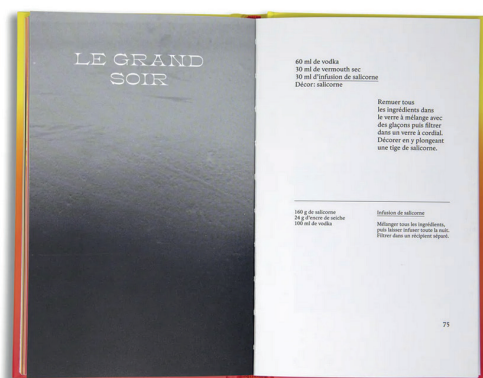 LE GRAND
SOIR
60 ml de vodka
30 ml de vermouth sec
30 ml d'infusion de salicorne
Décor: salicorne
Remuer tous
les ingrédients dans
le verre à mélange avec
des glaçons puis filtrer
dans un verre à cordial.
Décorer en y plongeant
une tige de salicorne.
160 g de salicorne
24 g d'encre de seiche
100 ml de vodka
Infusion de salicorne
Mélanger tous les ingrédients,
puis laisser infuser toute la nuit.
Filtrer dans un récipient séparé.
75